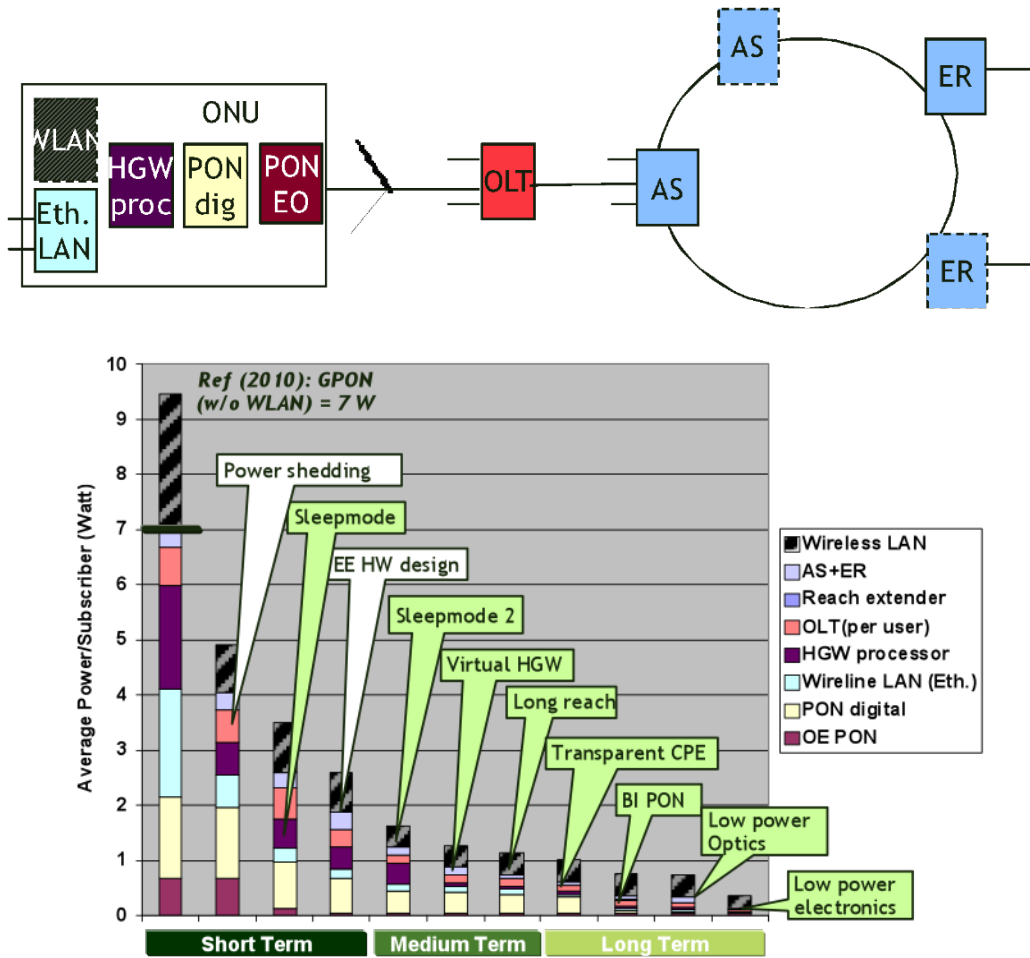 AS
ER
WLAN
ONU
HGW
proc
PON
dig
PON
EO
OLT
AS
Eth.
LAN
ER
Ref (2010): GPON
(w/o WLAN) = 7 W
Power shedding
Sleepmode
EE HW design
Sleepmode 2
Virtual HGW
Long reach
Transparent CPE
BI PON
Low power
Optics
Low power
electronics
Average Power/Subscriber (Watt)
10
9
8
7
6
5
4
3
2
1
0
Wireless LAN
AS+ER
Reach extender
OLT(per user)
HGW processor
Wireline LAN (Eth.)
PON digital
OE PON
Short Term
Medium Term
Long Term